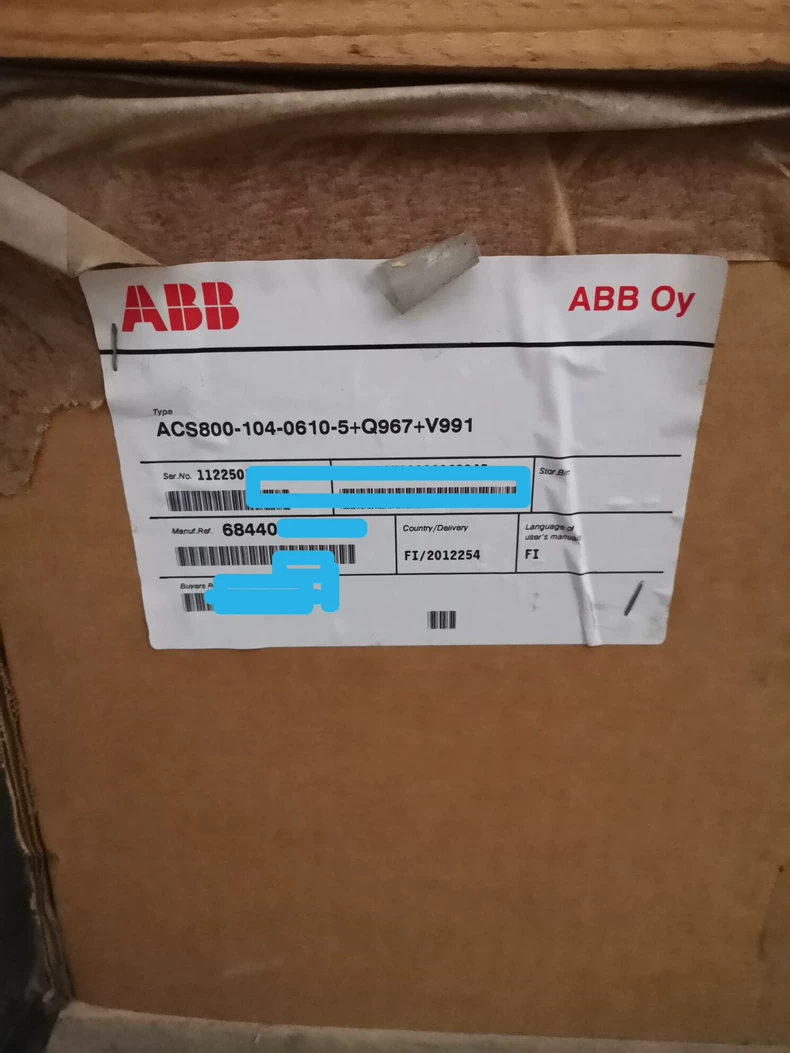 ABB
ABB Oy
Type
ACS800-104-0610-5+Q967+V991
Ser.No. 112250
Stor.Bin
Manuf.Ref. 68440
Country/Delivery
FI/2012254
Language of
user's manual
FI
Buyers